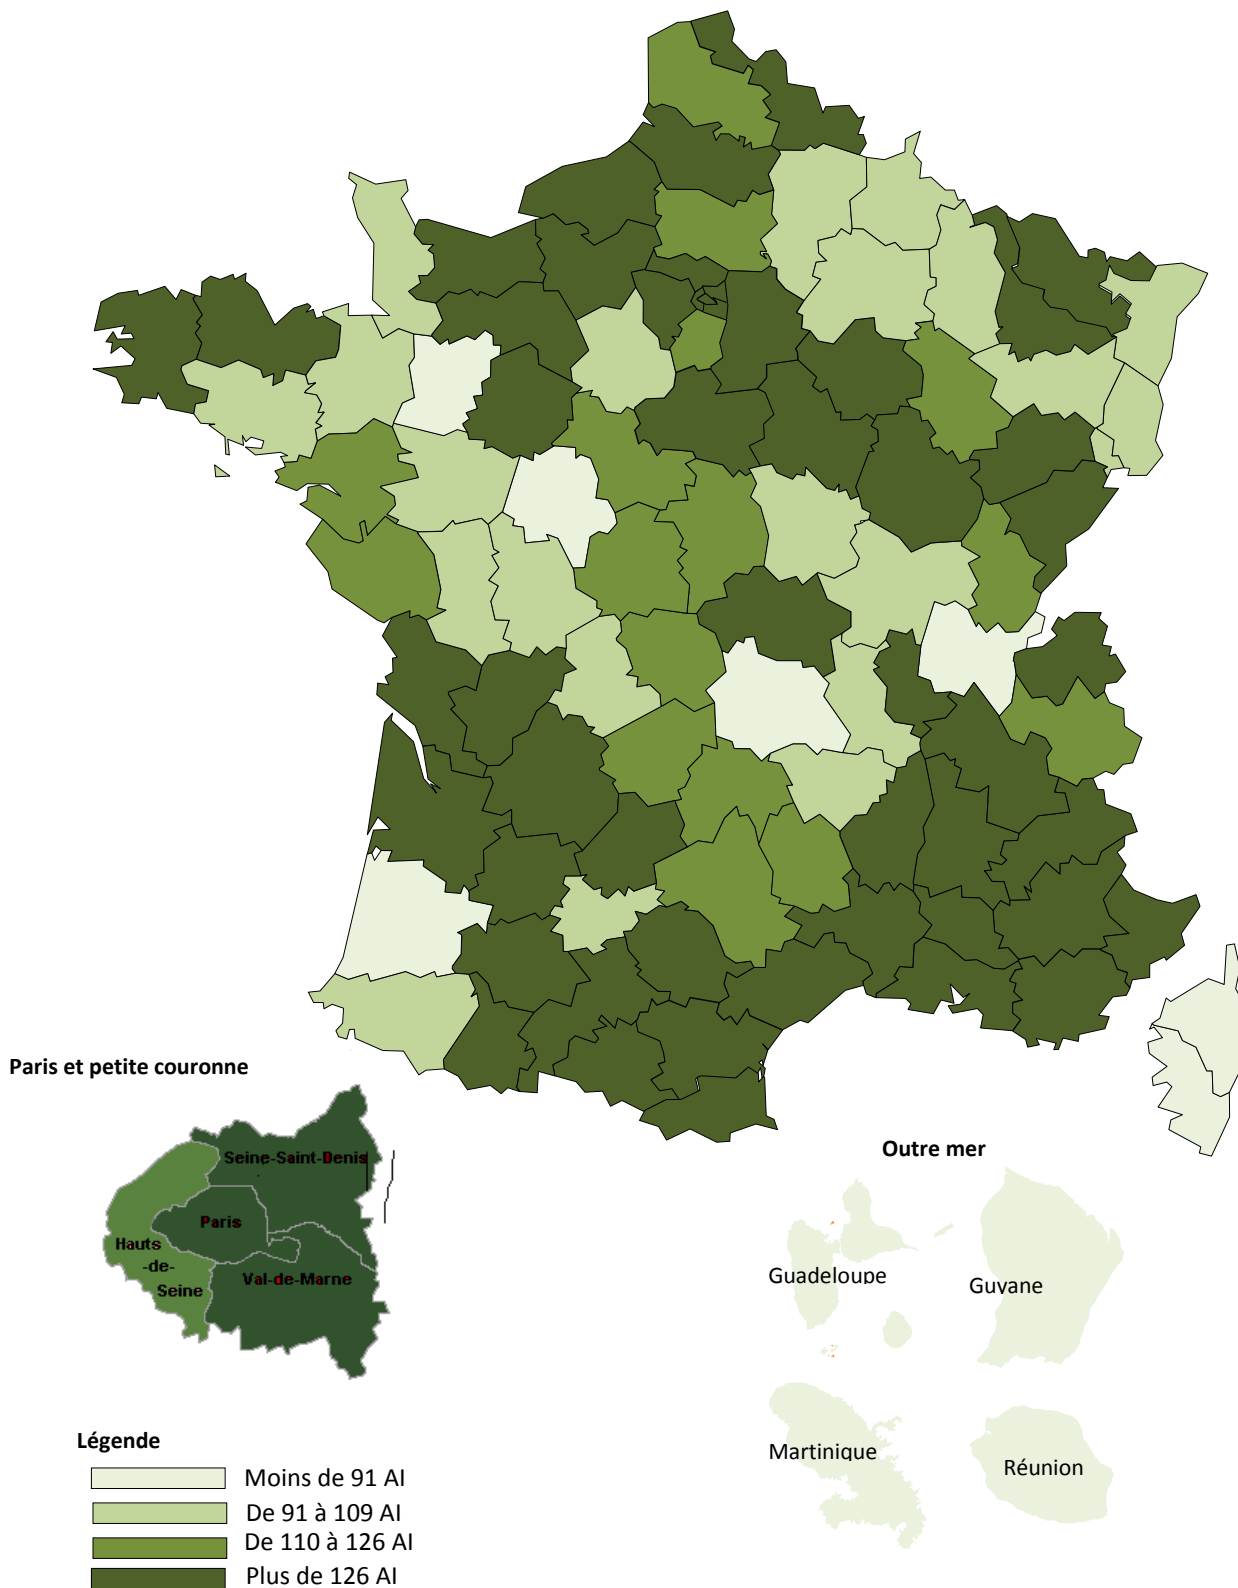 Paris et petite couronne
Seine-Saint-Denis
Paris
Hauts
-de-
Seine
Val-de-Marne
Outre mer
Guadeloupe
Guyane
Martinique
Réunion
Légende
Moins de 91 AI
De 91 à 109 AI
De 110 à 126 AI
Plus de 126 AI